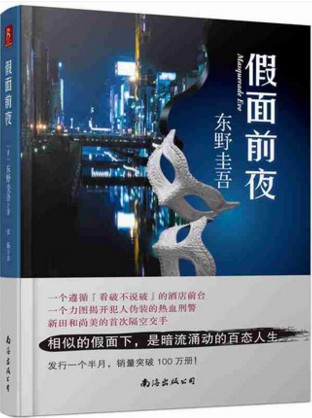 假面前夜
Masquerade Eve
东野圭吾
一个遵循『看破不说破』的酒店前台
一个力图揭开犯人伪装的热血刑警
新田和尚美的首次隔空交手
相似的假面下，是暗流涌动的百态人生
发行一个半月，销量突破100万册！
南海出版公司
假面前夜
东野圭吾
南海出版公司